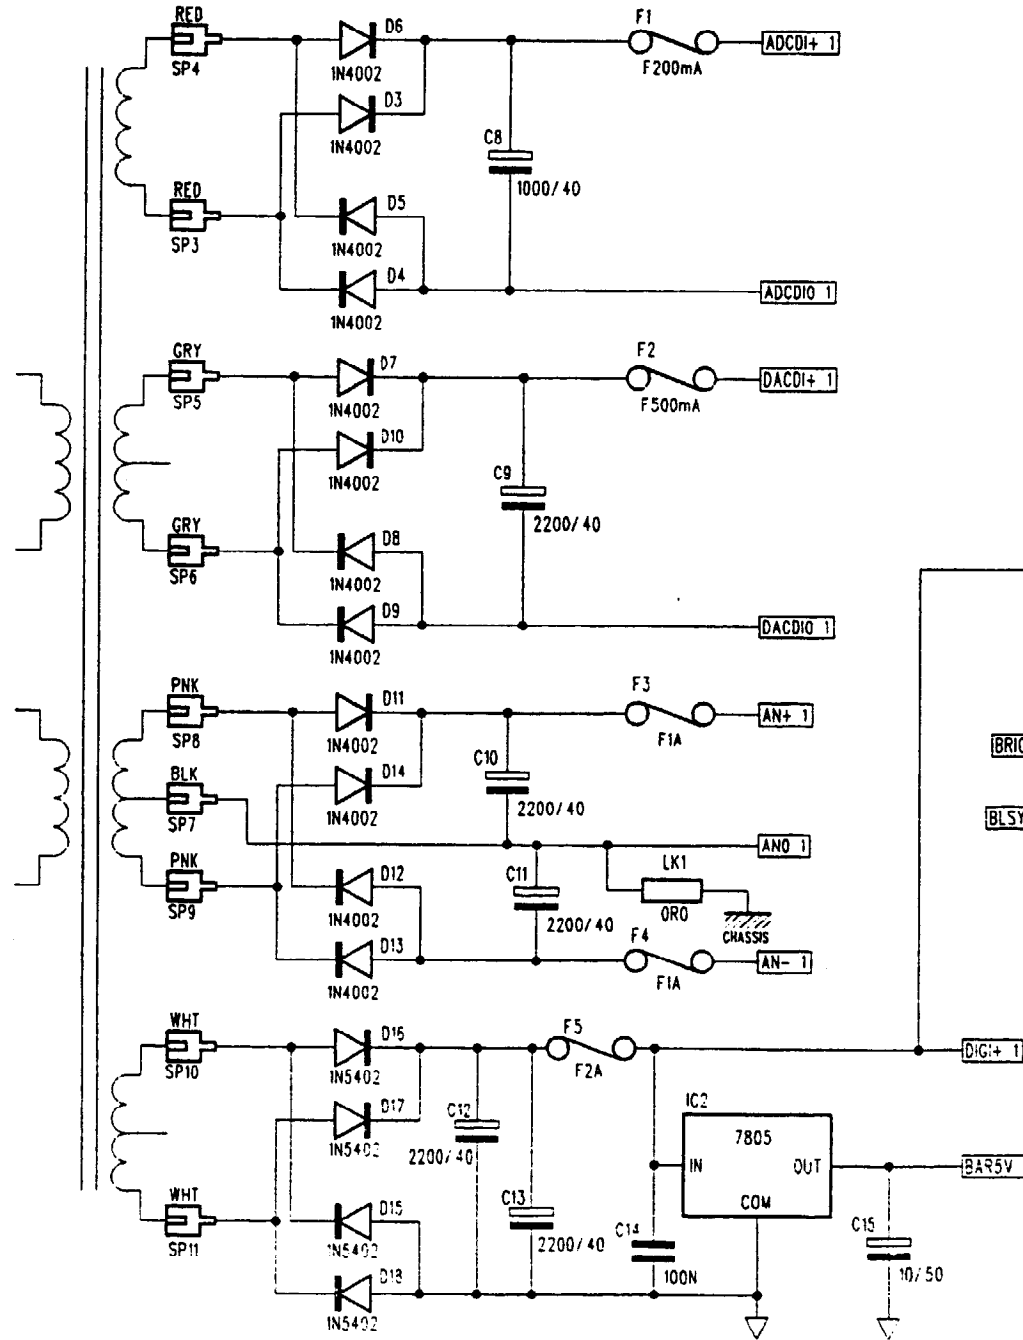 RED
D6
F1
ADCDI+ 1
SP4
1N4002
F200mA
D3
1N4002
C8
1000/40
RED
D5
SP3
1N4002
D4
ADCDI0 1
1N4002
GRY
D7
F2
DACDI+ 1
SP5
1N4002
F500mA
D10
1N4002
C9
2200/40
GRY
D8
SP6
1N4002
D9
DACDI0 1
1N4002
PNK
D11
F3
AN+ 1
SP8
1N4002
F1A
BLK
D14
C10
SP7
1N4002
2200/40
AN0 1
PNK
D12
C11
LK1
SP9
1N4002
2200/40
0R0
CHASSIS
D13
F4
AN- 1
1N4002
F1A
WHT
D16
F5
DIGI+ 1
SP10
1N5402
F2A
D17
C12
IC2
1N5402
2200/40
7805
IN
OUT
BAR5V
COM
WHT
D15
C13
C14
C15
SP11
1N5402
2200/40
100N
10/50
D18
1N5402